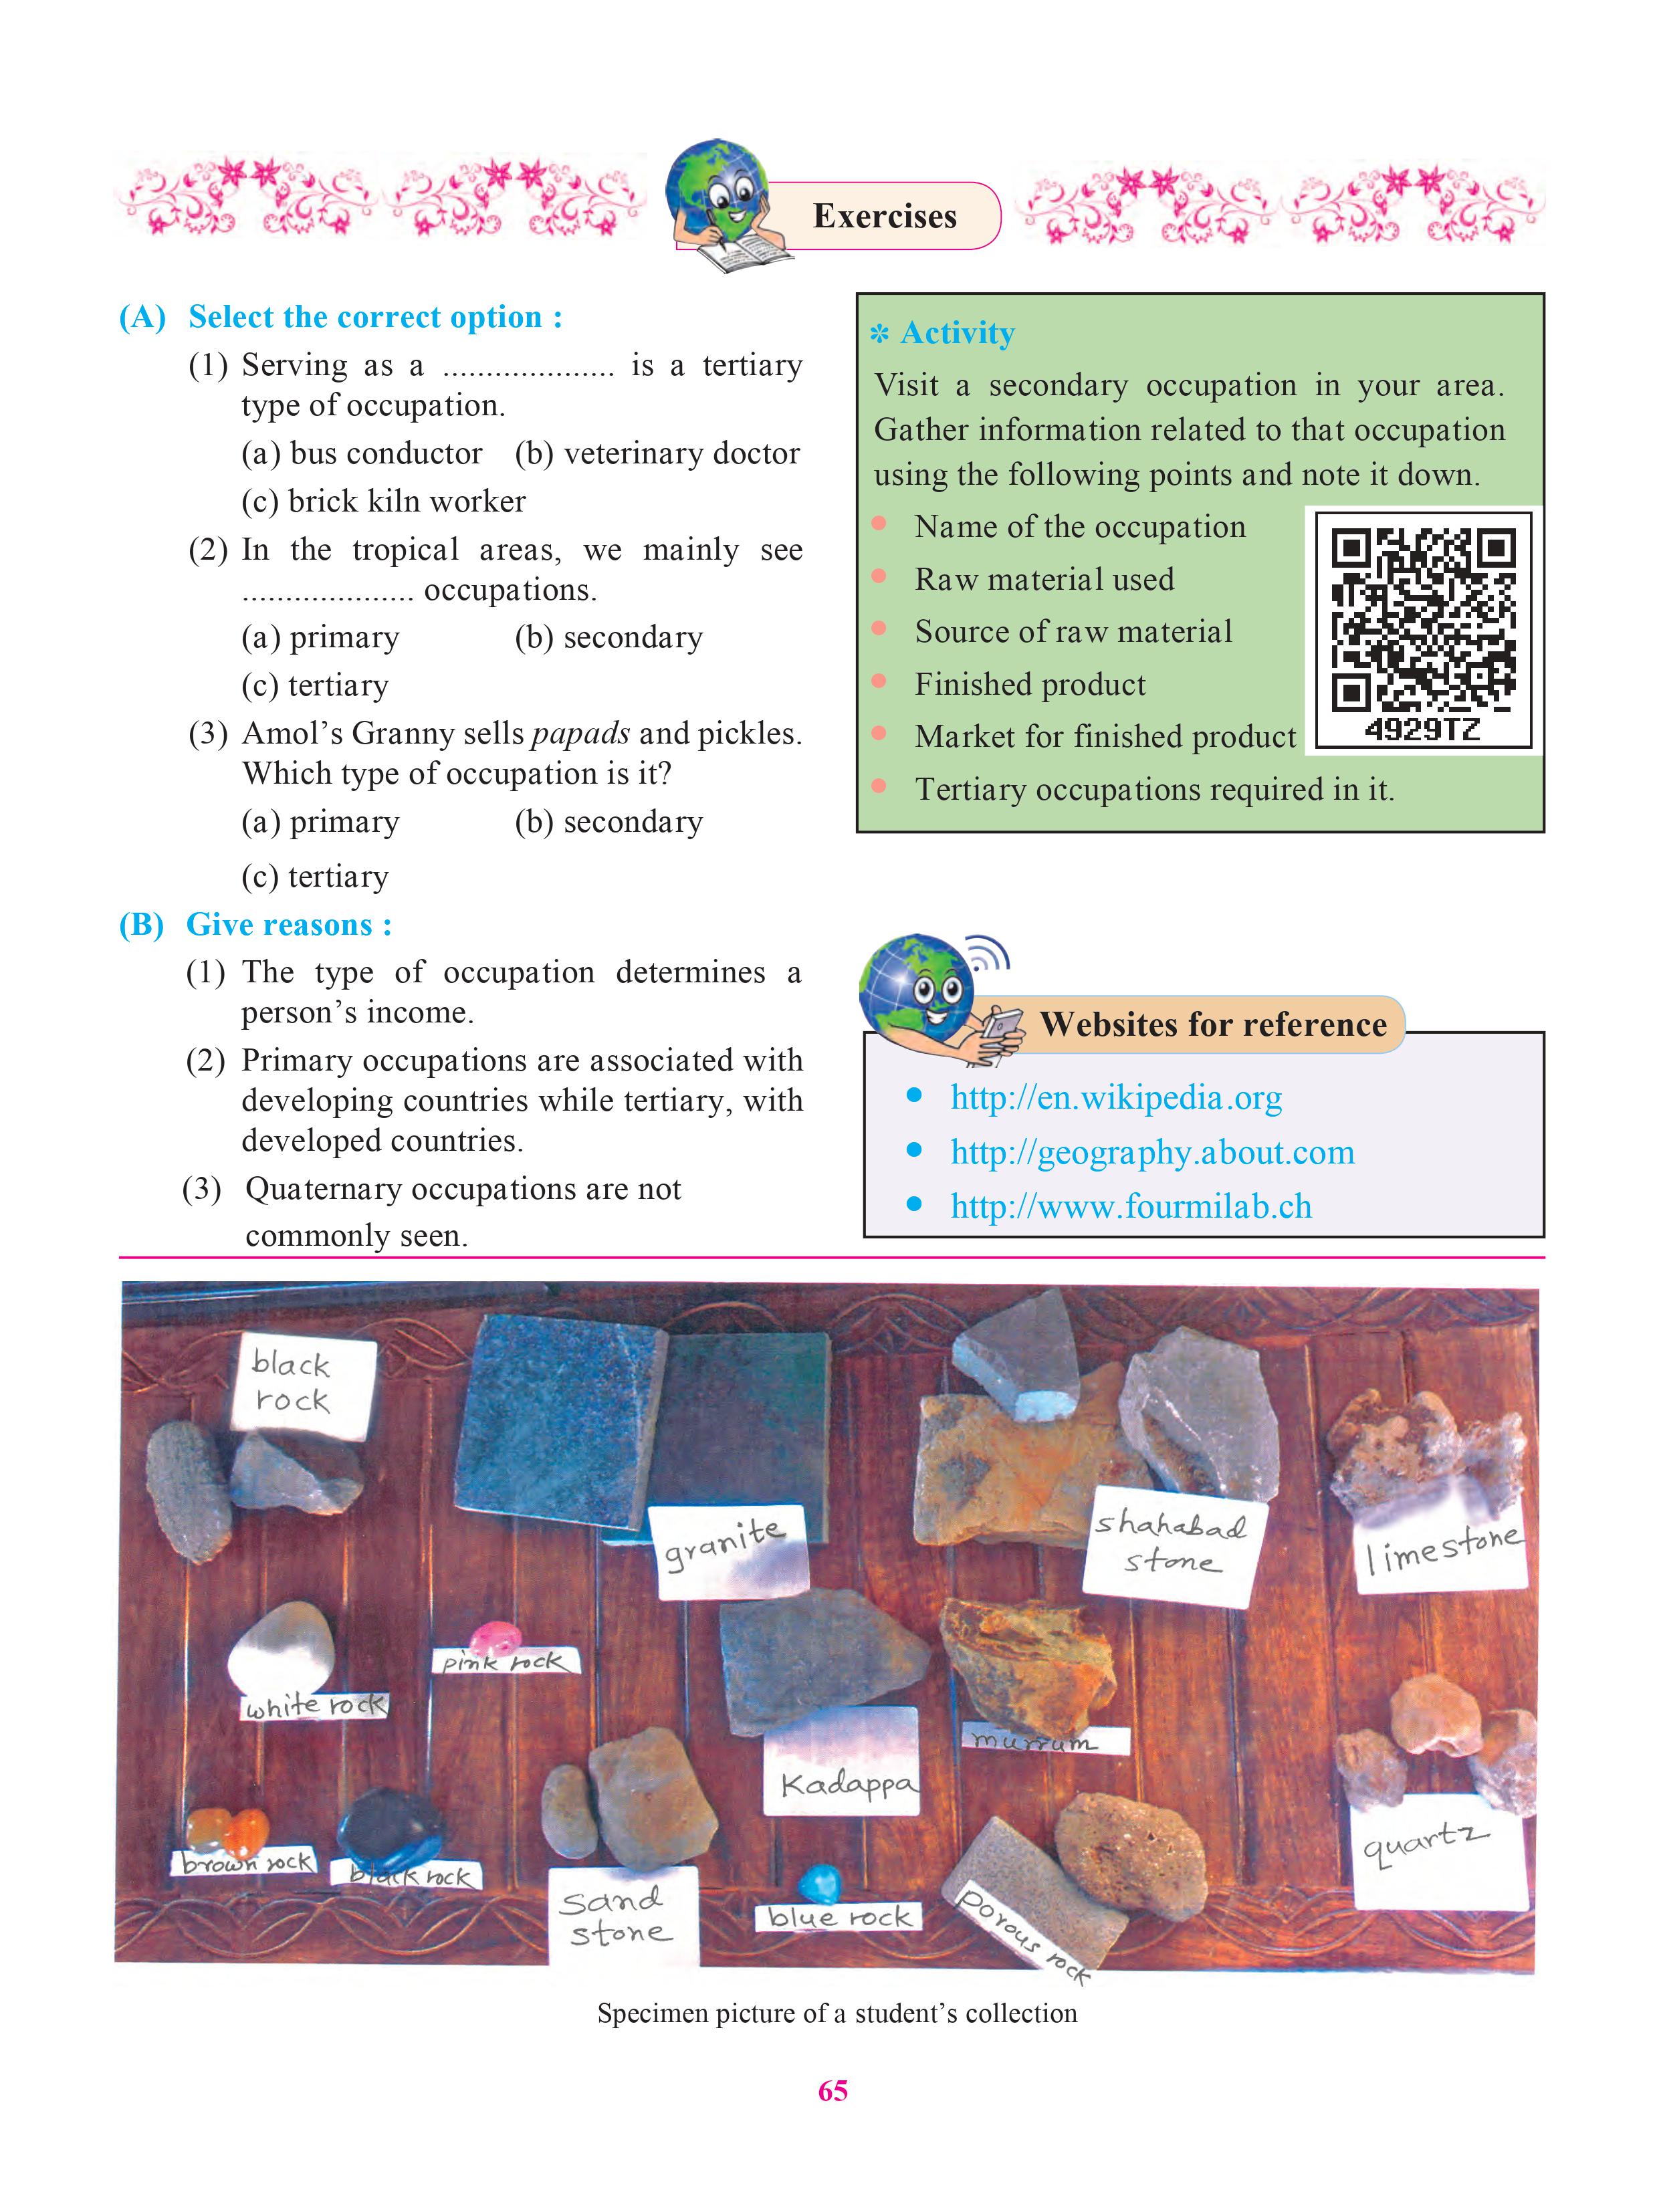 Exercises
(A) Select the correct option :
(1) Serving as a .................... is a tertiary
type of occupation.
(a) bus conductor (b) veterinary doctor
(c) brick kiln worker
(2) In the tropical areas, we mainly see
.................... occupations.
(a) primary (b) secondary
(c) tertiary
(3) Amol’s Granny sells papads and pickles.
Which type of occupation is it?
(a) primary (b) secondary
(c) tertiary
(B) Give reasons :
(1) The type of occupation determines a
person’s income.
(2) Primary occupations are associated with
developing countries while tertiary, with
developed countries.
(3) Quaternary occupations are not
commonly seen.
✽ Activity
Visit a secondary occupation in your area.
Gather information related to that occupation
using the following points and note it down.
• Name of the occupation
• Raw material used
• Source of raw material
• Finished product
• Market for finished product
• Tertiary occupations required in it.
4929TZ
Websites for reference
• http://en.wikipedia.org
• http://geography.about.com
• http://www.fourmilab.ch
black
rock
granite
shahabad
stone
limestone
white rock
pink rock
Kadappa
murrum
quartz
brown rock
black rock
sand
stone
blue rock
porous rock
Specimen picture of a student’s collection
65